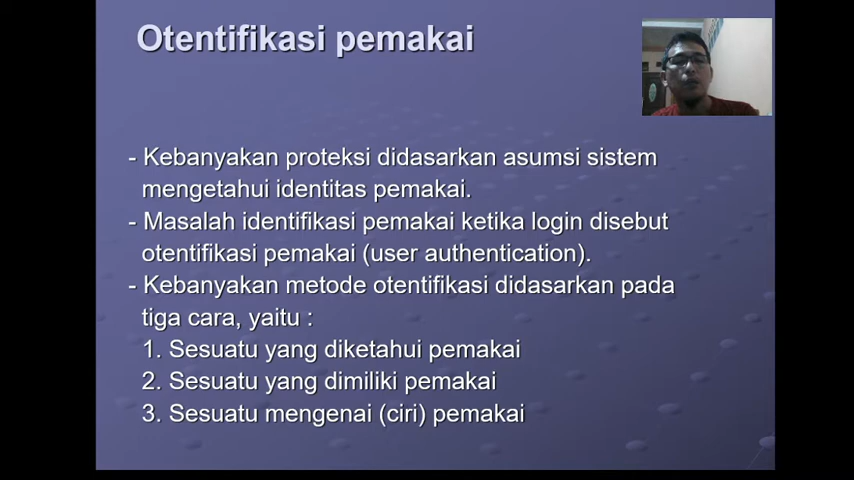 Otentifikasi pemakai
- Kebanyakan proteksi didasarkan asumsi sistem
mengetahui identitas pemakai.
- Masalah identifikasi pemakai ketika login disebut
otentifikasi pemakai (user authentication).
- Kebanyakan metode otentifikasi didasarkan pada
tiga cara, yaitu :
1. Sesuatu yang diketahui pemakai
2. Sesuatu yang dimiliki pemakai
3. Sesuatu mengenai (ciri) pemakai